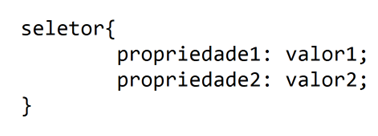 seletor{
propriedade1: valor1;
propriedade2: valor2;
}